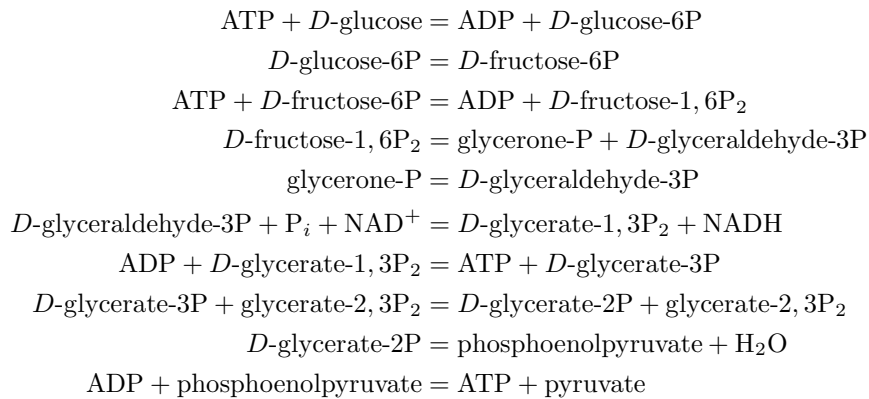 ATP + D-glucose = ADP + D-glucose-6P
D-glucose-6P = D-fructose-6P
ATP + D-fructose-6P = ADP + D-fructose-1, 6P₂
D-fructose-1, 6P₂ = glycerone-P + D-glyceraldehyde-3P
glycerone-P = D-glyceraldehyde-3P
D-glyceraldehyde-3P + Pᵢ + NAD⁺ = D-glycerate-1, 3P₂ + NADH
ADP + D-glycerate-1, 3P₂ = ATP + D-glycerate-3P
D-glycerate-3P + glycerate-2, 3P₂ = D-glycerate-2P + glycerate-2, 3P₂
D-glycerate-2P = phosphoenolpyruvate + H₂O
ADP + phosphoenolpyruvate = ATP + pyruvate